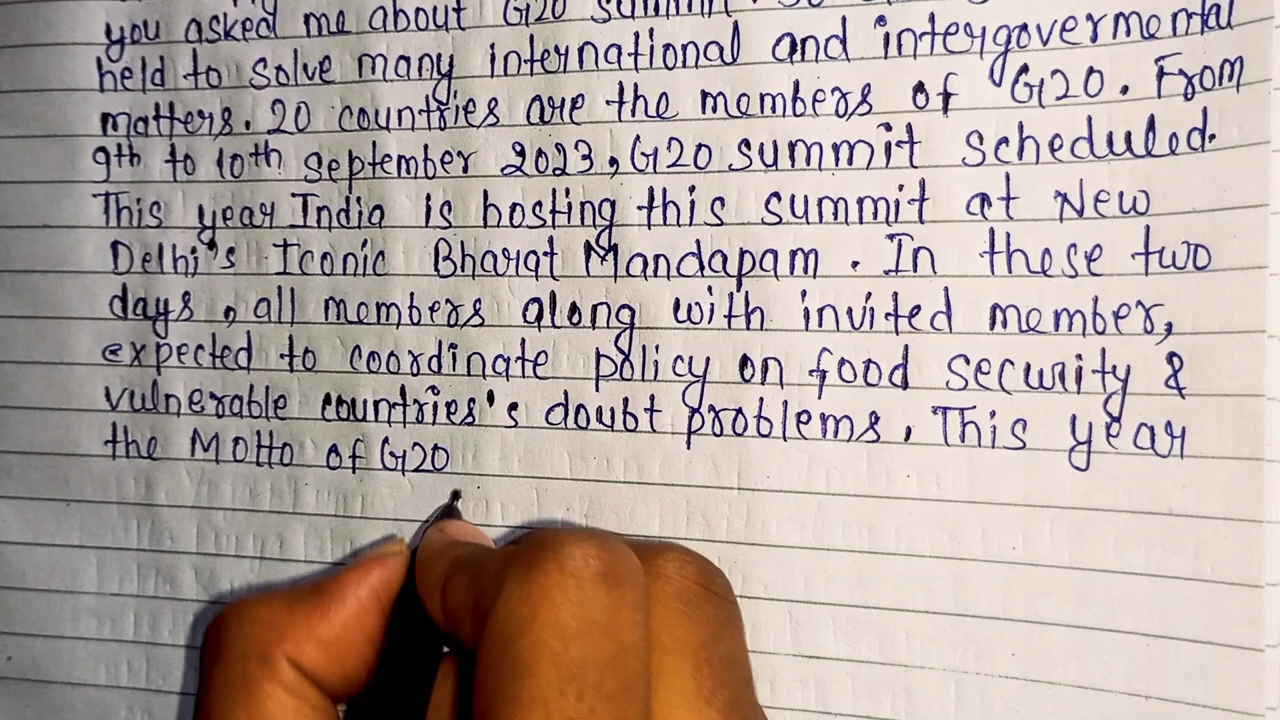 you asked me about G20 summit. So
held to solve many international and intergovermental
matters. 20 countries are the members of G20. From
9th to 10th September 2023, G20 summit scheduled.
This year India is hosting this summit at New
Delhi's Iconic Bharat Mandapam. In these two
days, all members along with invited member,
expected to coordinate policy on food security &
vulnerable countries's doubt problems. This year
the Motto of G20